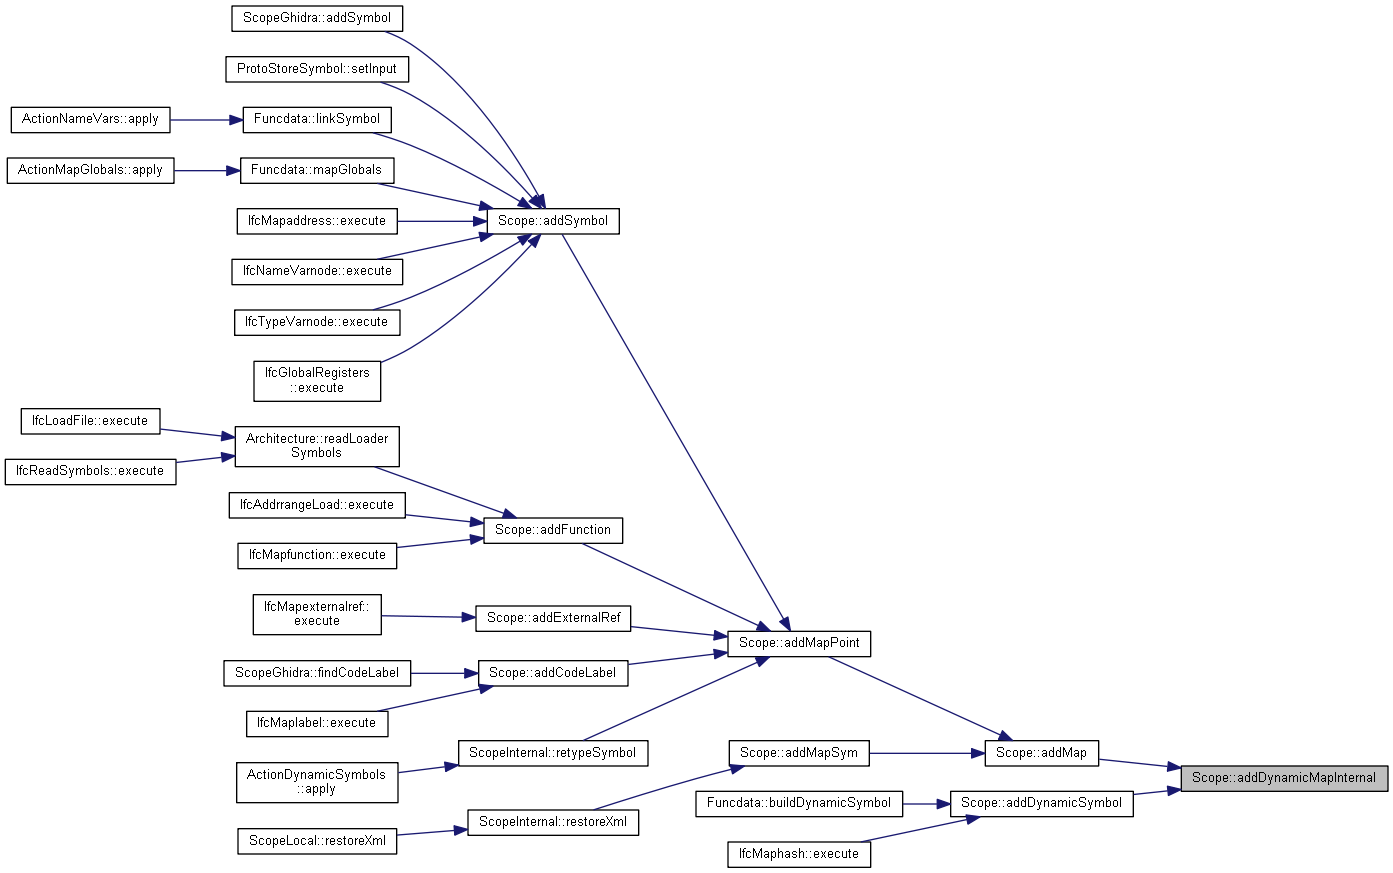 ScopeGhidra::addSymbol
ProtoStoreSymbol::setInput
ActionNameVars::apply
Funcdata::linkSymbol
ActionMapGlobals::apply
Funcdata::mapGlobals
IfcMapaddress::execute
Scope::addSymbol
IfcNameVarnode::execute
IfcTypeVarnode::execute
IfcGlobalRegisters
::execute
IfcLoadFile::execute
Architecture::readLoader
Symbols
IfcReadSymbols::execute
IfcAddrrangeLoad::execute
Scope::addFunction
IfcMapfunction::execute
IfcMapexternalref::
execute
Scope::addExternalRef
Scope::addMapPoint
ScopeGhidra::findCodeLabel
Scope::addCodeLabel
IfcMaplabel::execute
ScopeInternal::retypeSymbol
Scope::addMapSym
Scope::addMap
ActionDynamicSymbols
::apply
Scope::addDynamicMapInternal
Funcdata::buildDynamicSymbol
Scope::addDynamicSymbol
ScopeInternal::restoreXml
ScopeLocal::restoreXml
IfcMaphash::execute